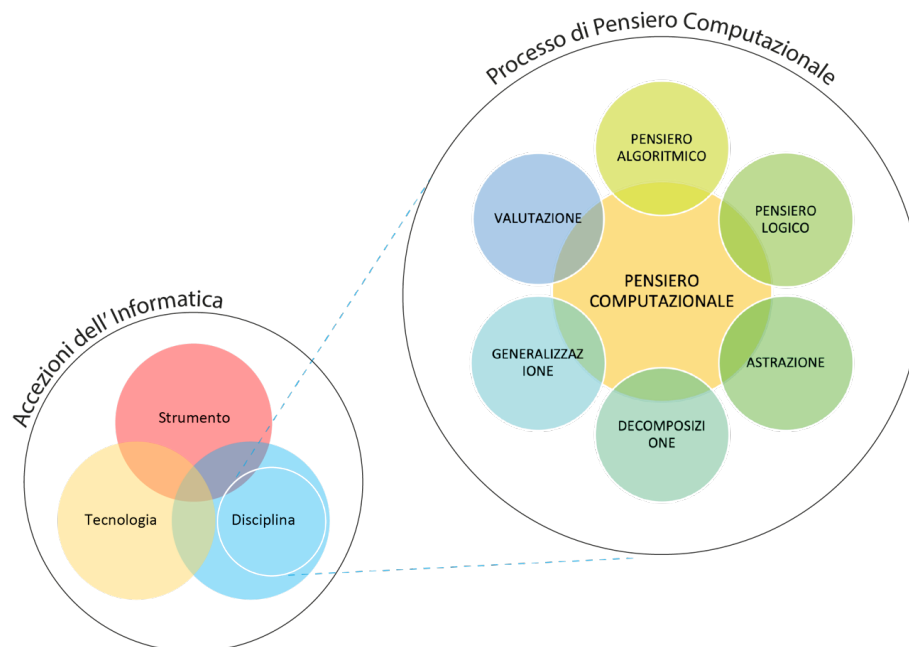 Processo di Pensiero Computazionale
PENSIERO
ALGORITMICO
VALUTAZIONE
PENSIERO
LOGICO
PENSIERO
COMPUTAZIONALE
GENERALIZZAZ
IONE
ASTRAZIONE
DECOMPOSIZI
ONE
Accezioni dell' Informatica
Strumento
Tecnologia
Disciplina